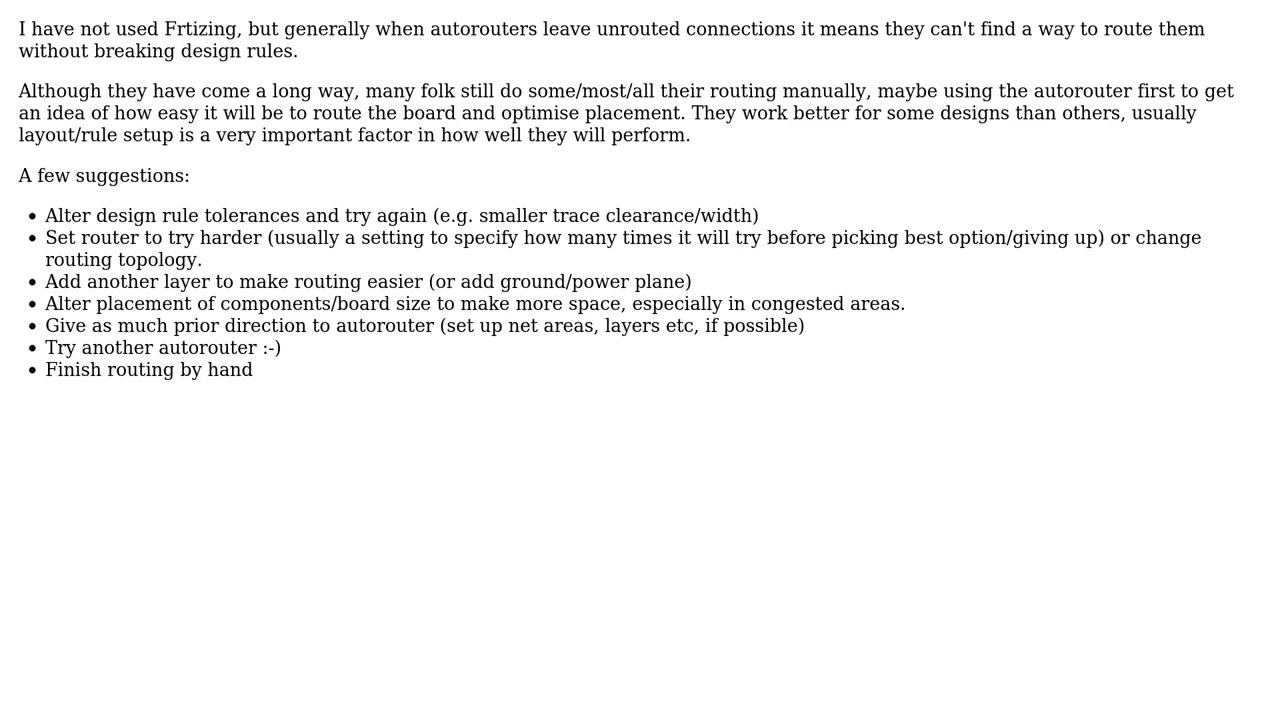 I have not used Frtizing, but generally when autorouters leave unrouted connections it means they can't find a way to route them
without breaking design rules.
Although they have come a long way, many folk still do some/most/all their routing manually, maybe using the autorouter first to get
an idea of how easy it will be to route the board and optimise placement. They work better for some designs than others, usually
layout/rule setup is a very important factor in how well they will perform.
A few suggestions:
• Alter design rule tolerances and try again (e.g. smaller trace clearance/width)
• Set router to try harder (usually a setting to specify how many times it will try before picking best option/giving up) or change
routing topology.
• Add another layer to make routing easier (or add ground/power plane)
• Alter placement of components/board size to make more space, especially in congested areas.
• Give as much prior direction to autorouter (set up net areas, layers etc, if possible)
• Try another autorouter :-)
• Finish routing by hand